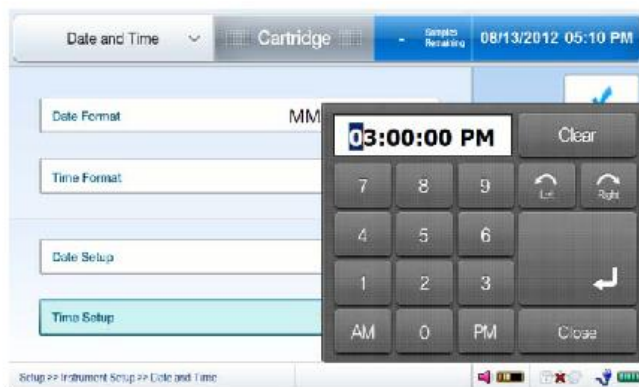 Date and Time
Cartridge
- Samples Remaining
08/13/2012 05:10 PM
Date Format
MM
03:00:00 PM
Clear
Time Format
7 8 9 Left Right
4 5 6
Date Setup
1 2 3
Time Setup
AM 0 PM Close
Setup >> Instrument Setup >> Date and Time